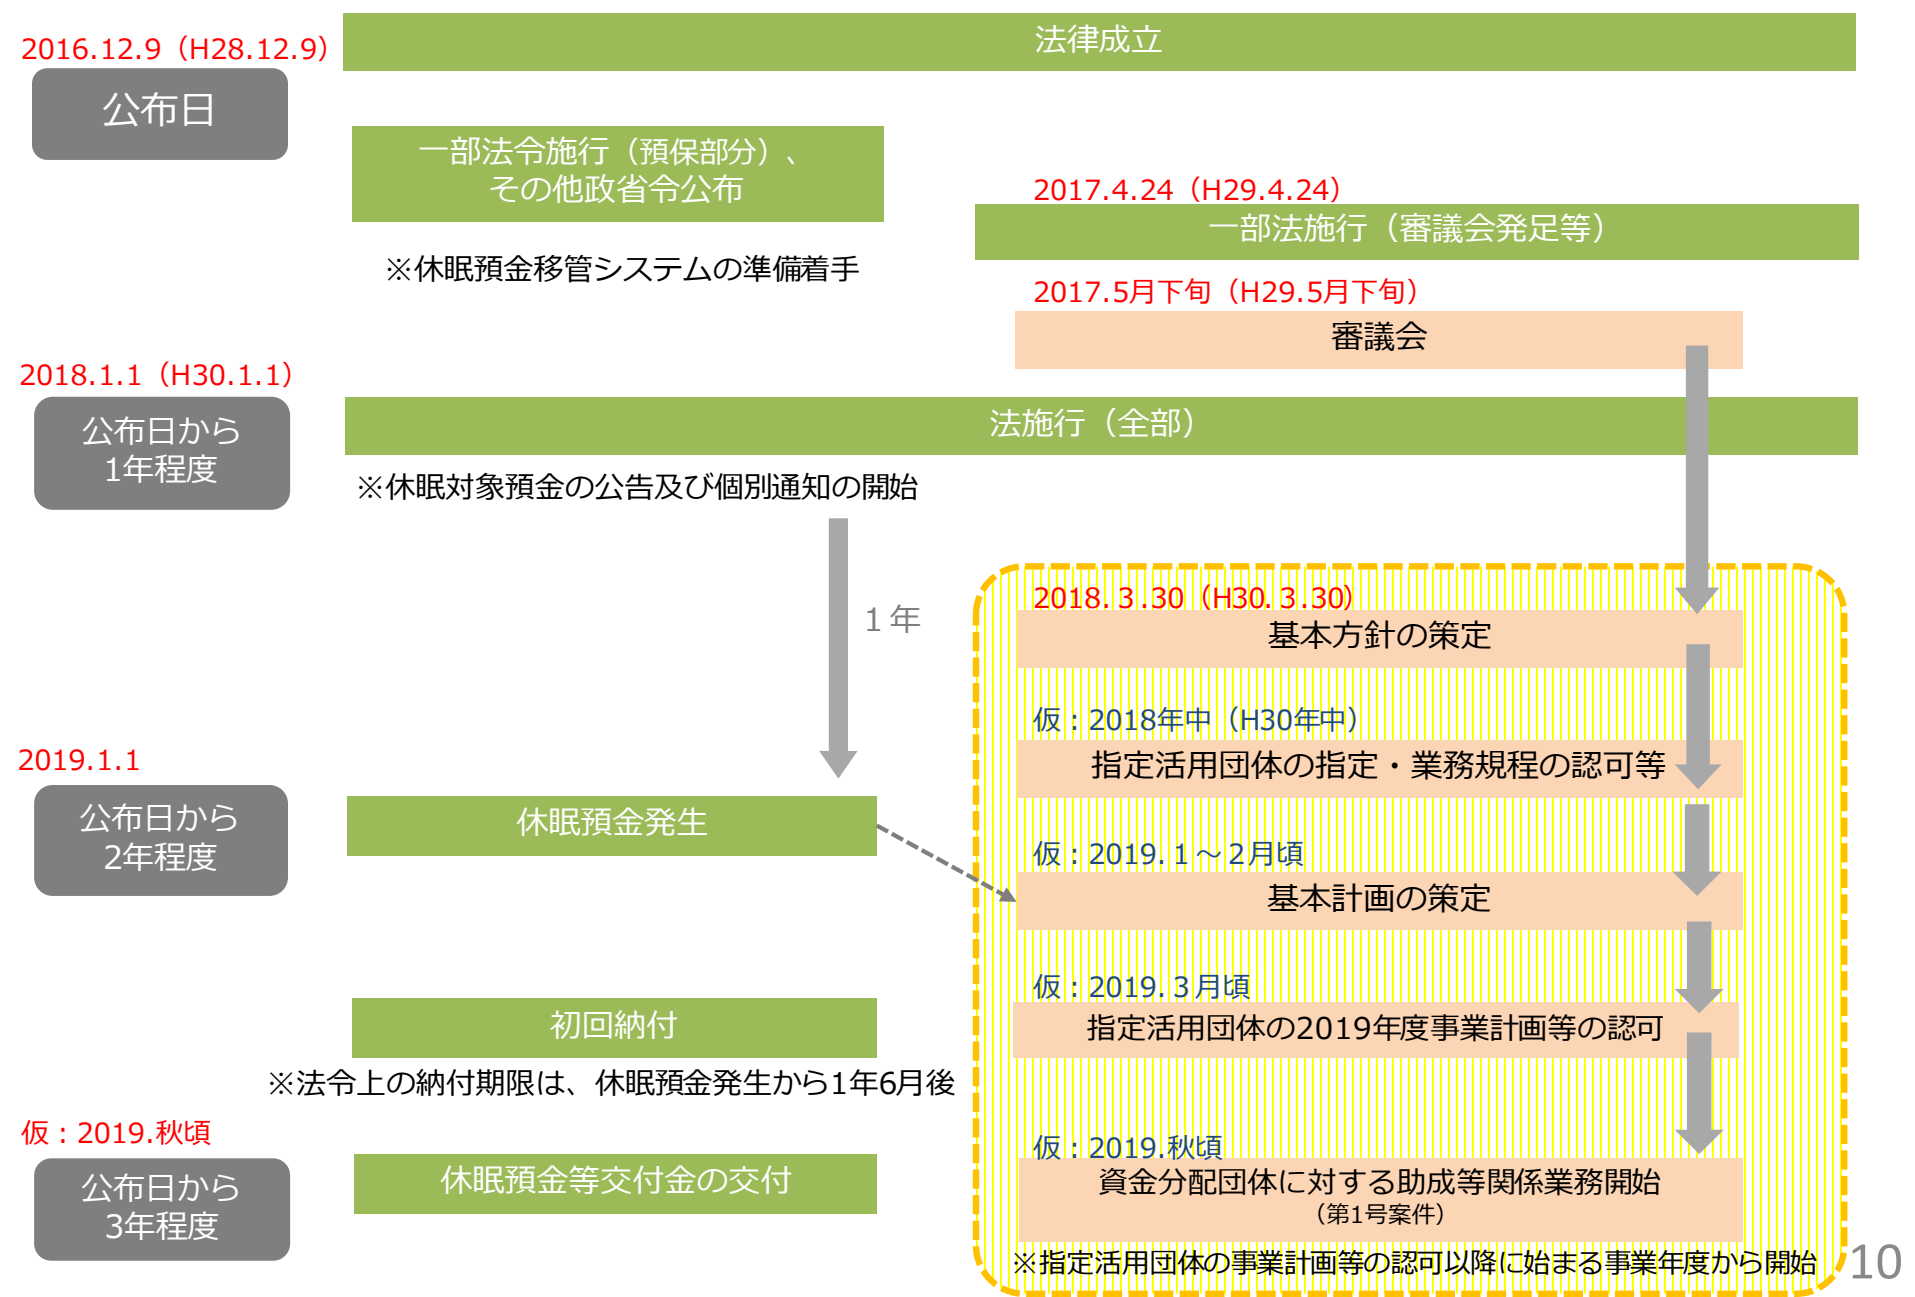 2016.12.9（H28.12.9）
法律成立
公布日
一部法令施行（預保部分）、
その他政省令公布
※休眠預金移管システムの準備着手
2017.4.24（H29.4.24）
一部法施行（審議会発足等）
2017.5月下旬（H29.5月下旬）
審議会
2018.1.1（H30.1.1）
公布日から
1年程度
法施行（全部）
※休眠対象預金の公告及び個別通知の開始
１年
2018.３.30（H30.３.30）
基本方針の策定
仮：2018年中（H30年中）
指定活用団体の指定・業務規程の認可等
2019.1.1
公布日から
2年程度
休眠預金発生
仮：2019.１～２月頃
基本計画の策定
仮：2019.３月頃
指定活用団体の2019年度事業計画等の認可
初回納付
※法令上の納付期限は、休眠預金発生から1年6月後
仮：2019.秋頃
公布日から
3年程度
休眠預金等交付金の交付
仮：2019.秋頃
資金分配団体に対する助成等関係業務開始
（第1号案件）
※指定活用団体の事業計画等の認可以降に始まる事業年度から開始
10